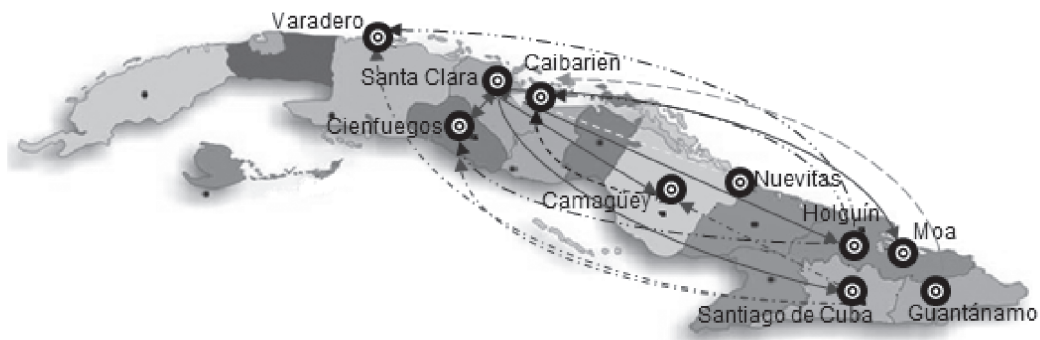 Varadero
Santa Clara
Caibarien
Cienfuegos
Camagüey
Nuevitas
Holguín
Moa
Santiago de Cuba
Guantánamo